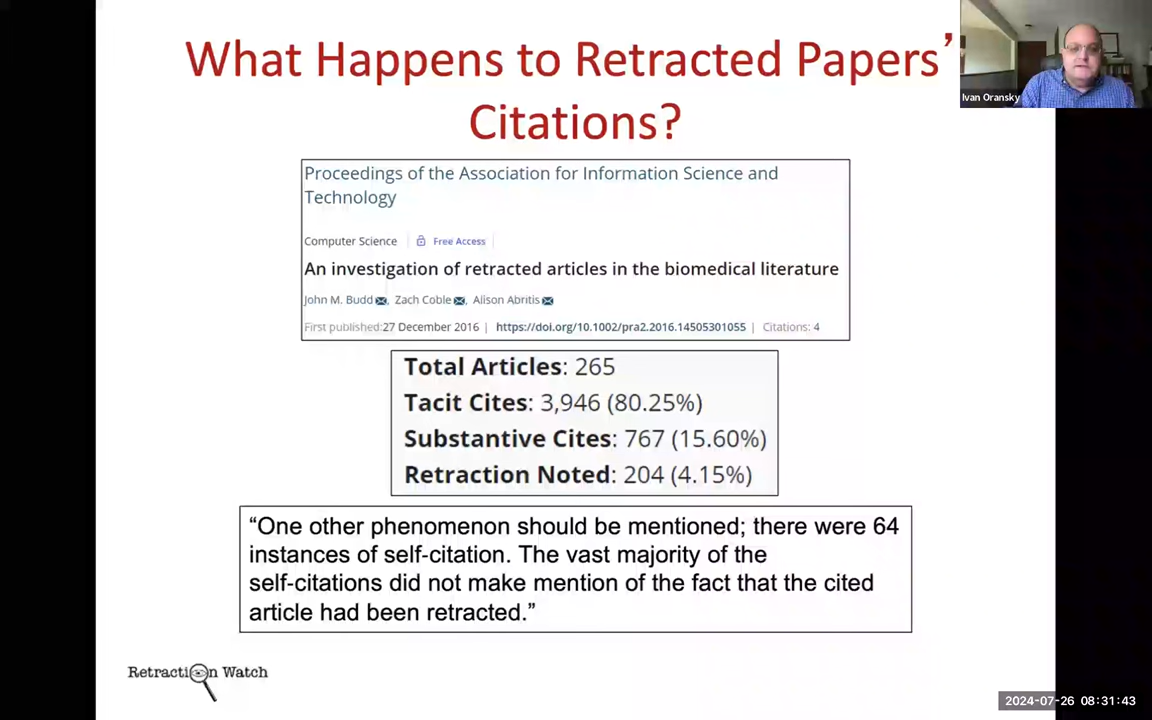 What Happens to Retracted Papers’
Citations?
Ivan Oransky
Proceedings of the Association for Information Science and
Technology
Computer Science | Free Access
An investigation of retracted articles in the biomedical literature
John M. Budd, Zach Coble, Alison Abritis
First published:27 December 2016 | https://doi.org/10.1002/pra2.2016.14505301055 | Citations: 4
Total Articles: 265
Tacit Cites: 3,946 (80.25%)
Substantive Cites: 767 (15.60%)
Retraction Noted: 204 (4.15%)
“One other phenomenon should be mentioned; there were 64
instances of self-citation. The vast majority of the
self-citations did not make mention of the fact that the cited
article had been retracted.”
Retraction Watch
2024-07-26 08:31:43